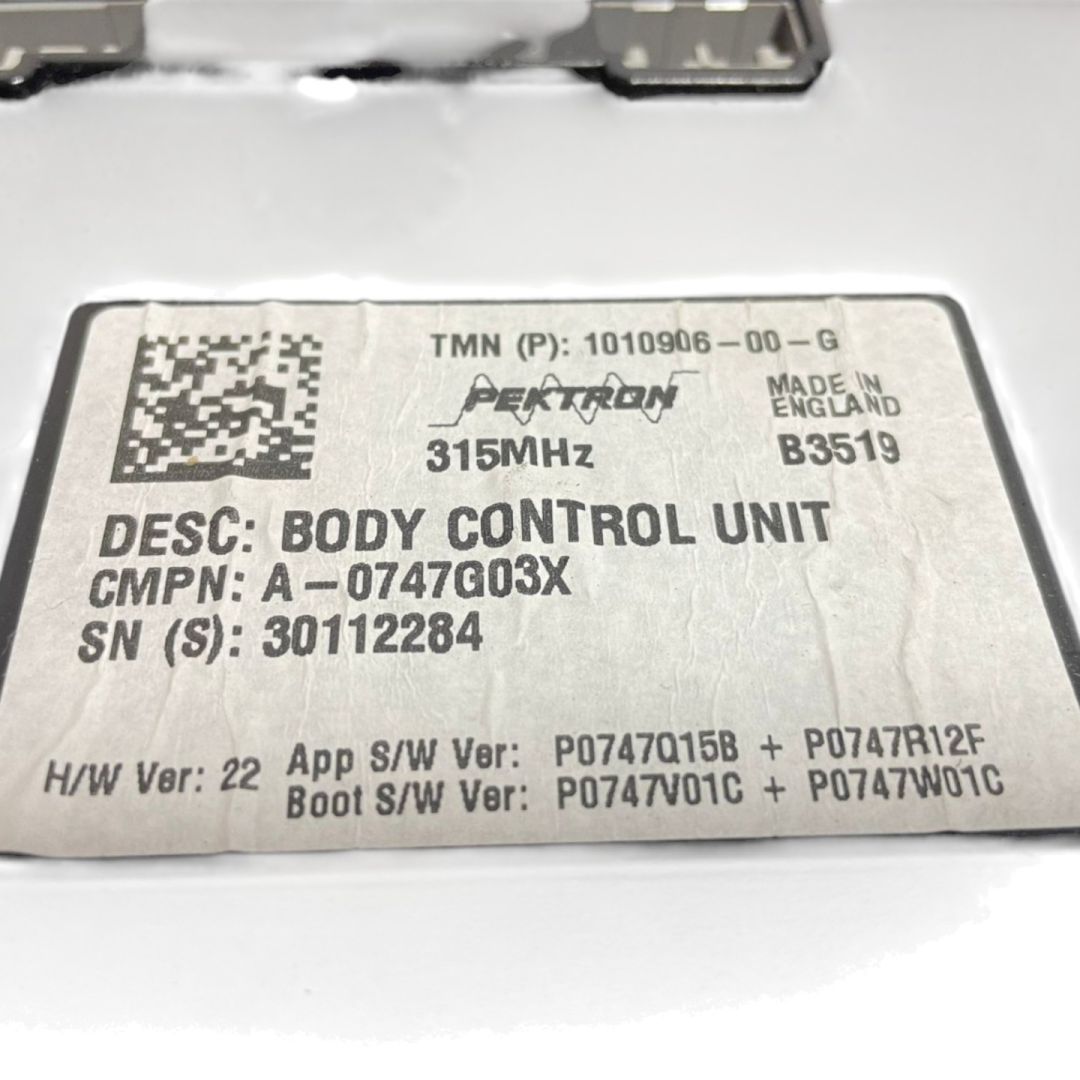 TMN (P): 1010906-00-G
PEKTRON
MADE IN
ENGLAND
315MHz
B3519
DESC: BODY CONTROL UNIT
CMPN: A-0747G03X
SN (S): 30112284
H/W Ver: 22
App S/W Ver: P0747Q15B + P0747R12F
Boot S/W Ver: P0747V01C + P0747W01C